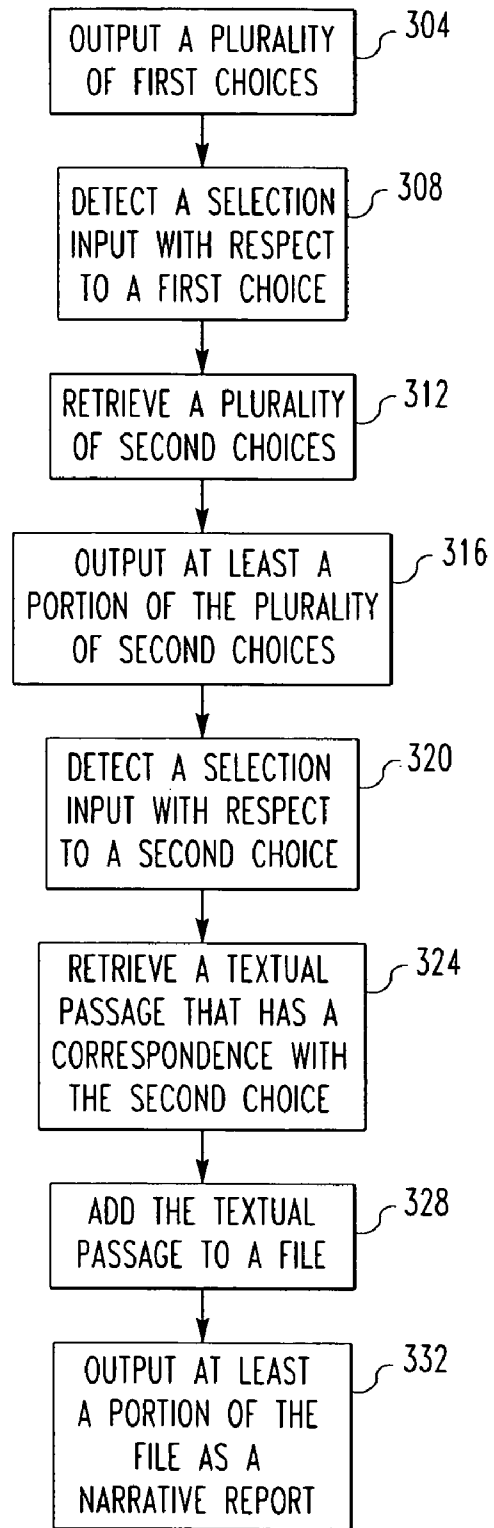 OUTPUT A PLURALITY
OF FIRST CHOICES
304
DETECT A SELECTION
INPUT WITH RESPECT
TO A FIRST CHOICE
308
RETRIEVE A PLURALITY
OF SECOND CHOICES
312
OUTPUT AT LEAST A
PORTION OF THE PLURALITY
OF SECOND CHOICES
316
DETECT A SELECTION
INPUT WITH RESPECT
TO A SECOND CHOICE
320
RETRIEVE A TEXTUAL
PASSAGE THAT HAS A
CORRESPONDENCE WITH
THE SECOND CHOICE
324
ADD THE TEXTUAL
PASSAGE TO A FILE
328
OUTPUT AT LEAST
A PORTION OF THE
FILE AS A
NARRATIVE REPORT
332